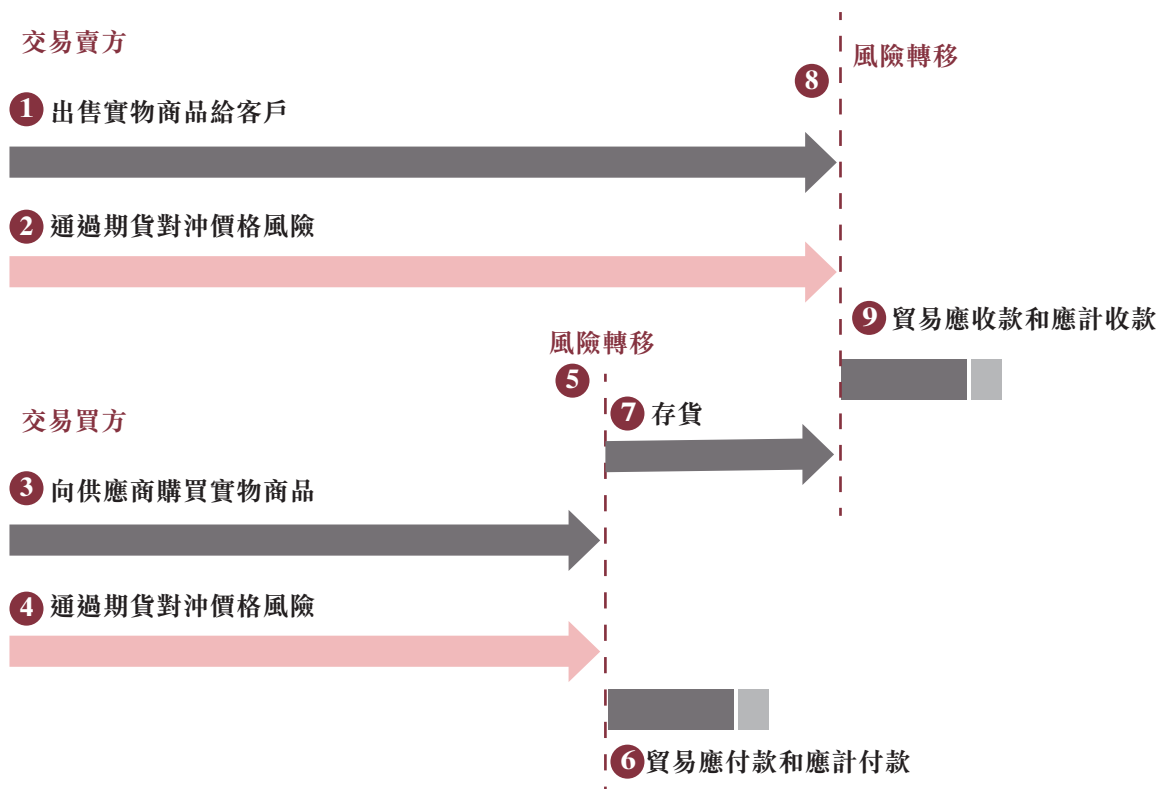 交易賣方
風險轉移
8
1 出售實物商品給客戶
2 通過期貨對沖價格風險
9 貿易應收款和應計收款
風險轉移
5
7 存貨
交易買方
3 向供應商購買實物商品
4 通過期貨對沖價格風險
6 貿易應付款和應計付款